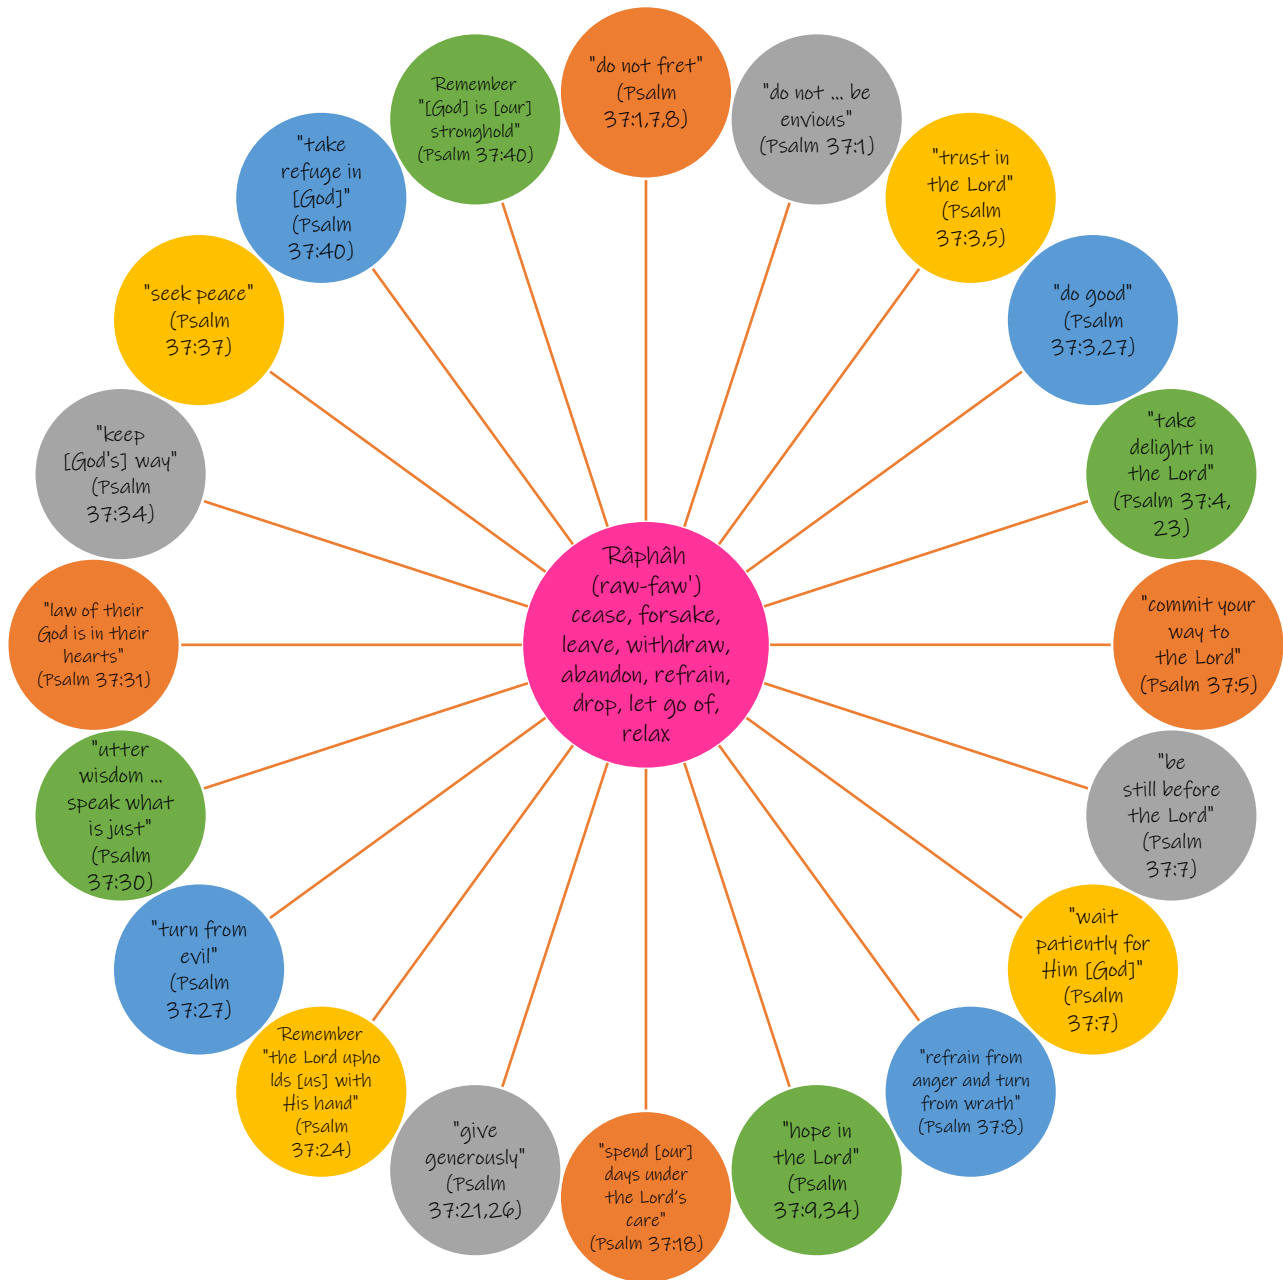 "do not fret"
(Psalm
37:1,7,8)
"do not ... be
envious"
(Psalm 37:1)
"trust in
the Lord"
(Psalm
37:3,5)
"do good"
(Psalm
37:3,27)
"take
delight in
the Lord"
(Psalm 37:4,
23)
"commit your
way to
the Lord"
(Psalm 37:5)
"be
still before
the Lord"
(Psalm
37:7)
"wait
patiently for
Him [God]"
(Psalm
37:7)
"refrain from
anger and turn
from wrath"
(Psalm 37:8)
"hope in
the Lord"
(Psalm
37:9,34)
"spend [our]
days under
the Lord's
care"
(Psalm 37:18)
"give
generously"
(Psalm
37:21,26)
Remember
"the Lord upho
lds [us] with
His hand"
(Psalm
37:24)
"turn from
evil"
(Psalm
37:27)
"utter
wisdom ...
speak what
is just"
(Psalm
37:30)
"law of their
God is in their
hearts"
(Psalm 37:31)
"keep
[God's] way"
(Psalm
37:34)
"seek peace"
(Psalm
37:37)
"take
refuge in
[God]"
(Psalm
37:40)
Remember
"[God] is [our]
stronghold"
(Psalm 37:40)
Râphâh
(raw-faw')
cease, forsake,
leave, withdraw,
abandon, refrain,
drop, let go of,
relax